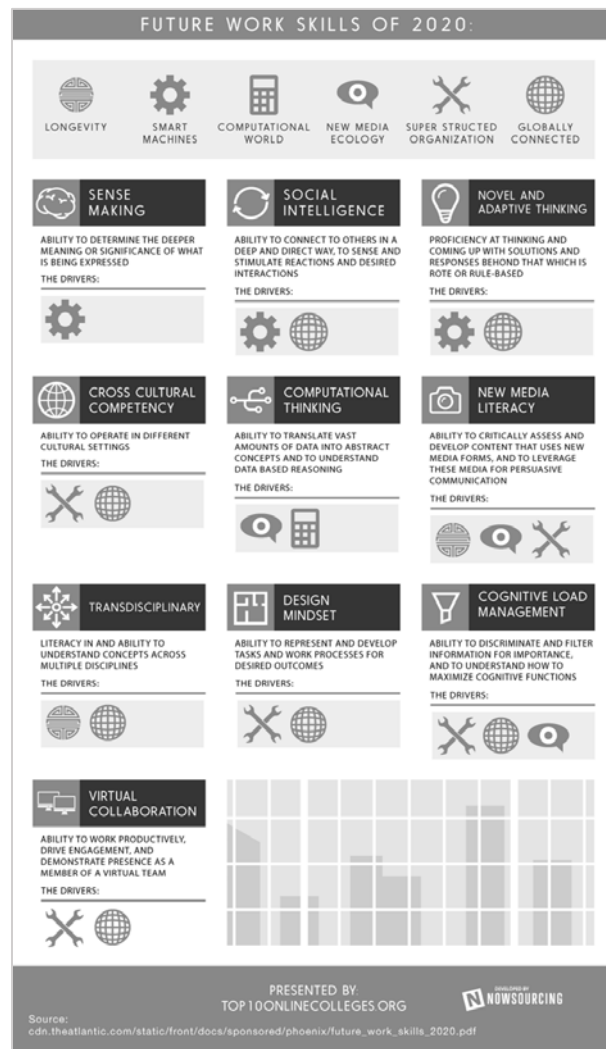 FUTURE WORK SKILLS OF 2020:
LONGEVITY
SMART
MACHINES
COMPUTATIONAL
WORLD
NEW MEDIA
ECOLOGY
SUPER STRUCTED
ORGANIZATION
GLOBALLY
CONNECTED
SENSE
MAKING
ABILITY TO DETERMINE THE DEEPER
MEANING OR SIGNIFICANCE OF WHAT
IS BEING EXPRESSED
THE DRIVERS:
SOCIAL
INTELLIGENCE
ABILITY TO CONNECT TO OTHERS IN A
DEEP AND DIRECT WAY, TO SENSE AND
STIMULATE REACTIONS AND DESIRED
INTERACTIONS
THE DRIVERS:
NOVEL AND
ADAPTIVE THINKING
PROFICIENCY AT THINKING AND
COMING UP WITH SOLUTIONS AND
RESPONSES BEHOND THAT WHICH IS
ROTE OR RULE-BASED
THE DRIVERS:
CROSS CULTURAL
COMPETENCY
ABILITY TO OPERATE IN DIFFERENT
CULTURAL SETTINGS
THE DRIVERS:
COMPUTATIONAL
THINKING
ABILITY TO TRANSLATE VAST
AMOUNTS OF DATA INTO ABSTRACT
CONCEPTS AND TO UNDERSTAND
DATA BASED REASONING
THE DRIVERS:
NEW MEDIA
LITERACY
ABILITY TO CRITICALLY ASSESS AND
DEVELOP CONTENT THAT USES NEW
MEDIA FORMS, AND TO LEVERAGE
THESE MEDIA FOR PERSUASIVE
COMMUNICATION
THE DRIVERS:
TRANSDISCIPLINARY
LITERACY IN AND ABILITY TO
UNDERSTAND CONCEPTS ACROSS
MULTIPLE DISCIPLINES
THE DRIVERS:
DESIGN
MINDSET
ABILITY TO REPRESENT AND DEVELOP
TASKS AND WORK PROCESSES FOR
DESIRED OUTCOMES
THE DRIVERS:
COGNITIVE LOAD
MANAGEMENT
ABILITY TO DISCRIMINATE AND FILTER
INFORMATION FOR IMPORTANCE,
AND TO UNDERSTAND HOW TO
MAXIMIZE COGNITIVE FUNCTIONS
THE DRIVERS:
VIRTUAL
COLLABORATION
ABILITY TO WORK PRODUCTIVELY,
DRIVE ENGAGEMENT, AND
DEMONSTRATE PRESENCE AS A
MEMBER OF A VIRTUAL TEAM
THE DRIVERS:
PRESENTED BY:
TOP10ONLINECOLLEGES.ORG
DEVELOPED BY
NOWSOURCING
Source:
cdn.theatlantic.com/static/front/docs/sponsored/phoenix/future_work_skills_2020.pdf